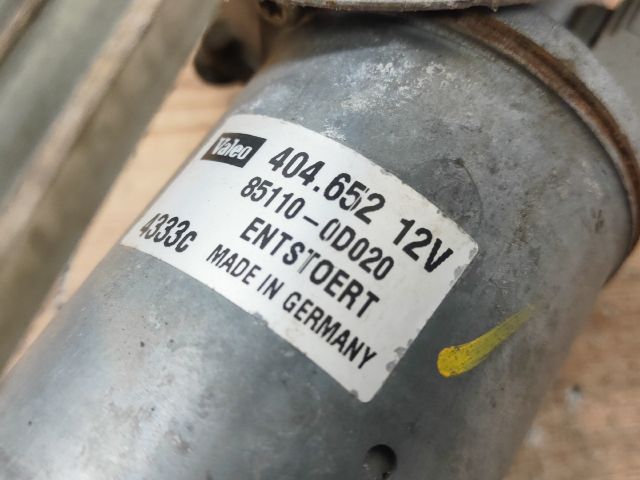 Valeo 404.652 12V
85110-0D020
ENTSTOERT
4333c MADE IN GERMANY